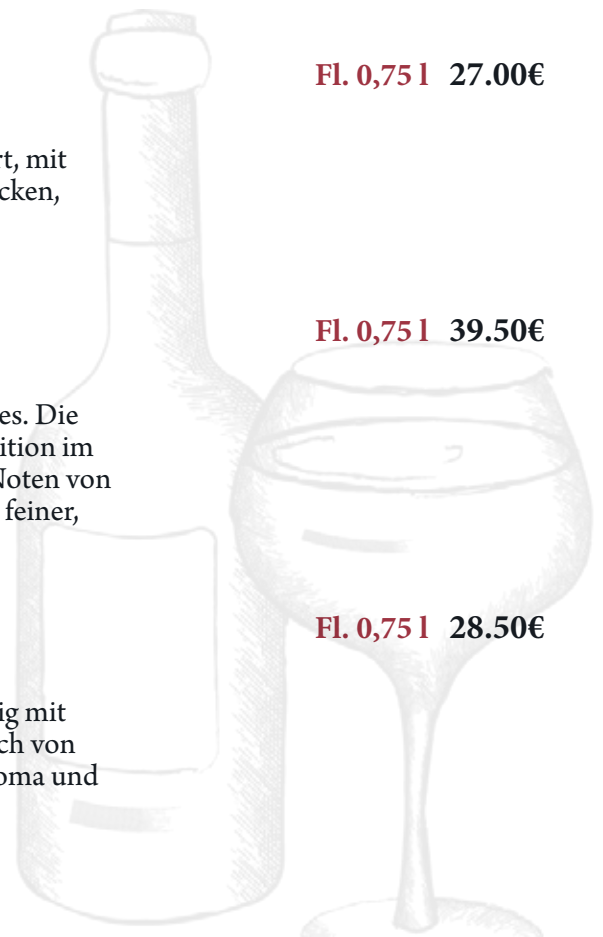 Fl. 0,75 l 27.00€
rt, mit
cken,
Fl. 0,75 l 39.50€
es. Die
ition im
Noten von
feiner,
Fl. 0,75 l 28.50€
ig mit
ch von
oma und